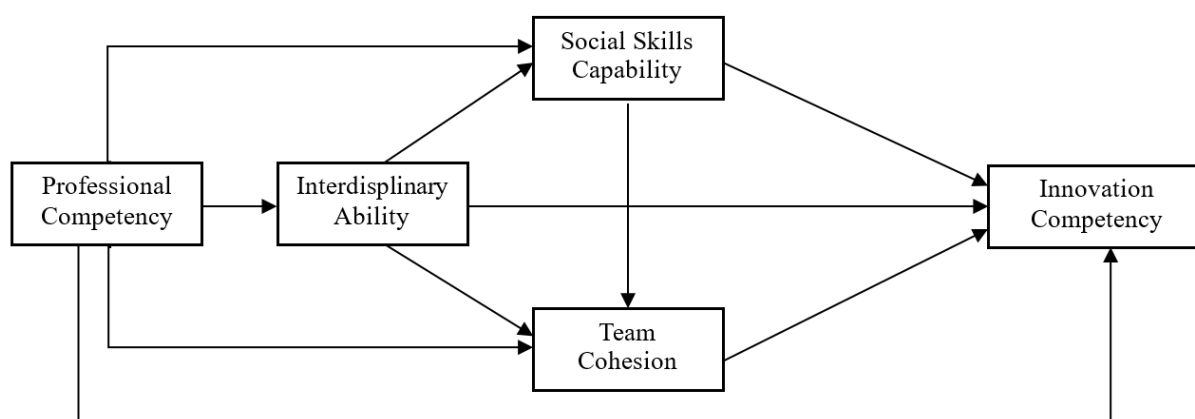 Social Skills
Capability
Professional
Competency
Interdisplinary
Ability
Innovation
Competency
Team
Cohesion